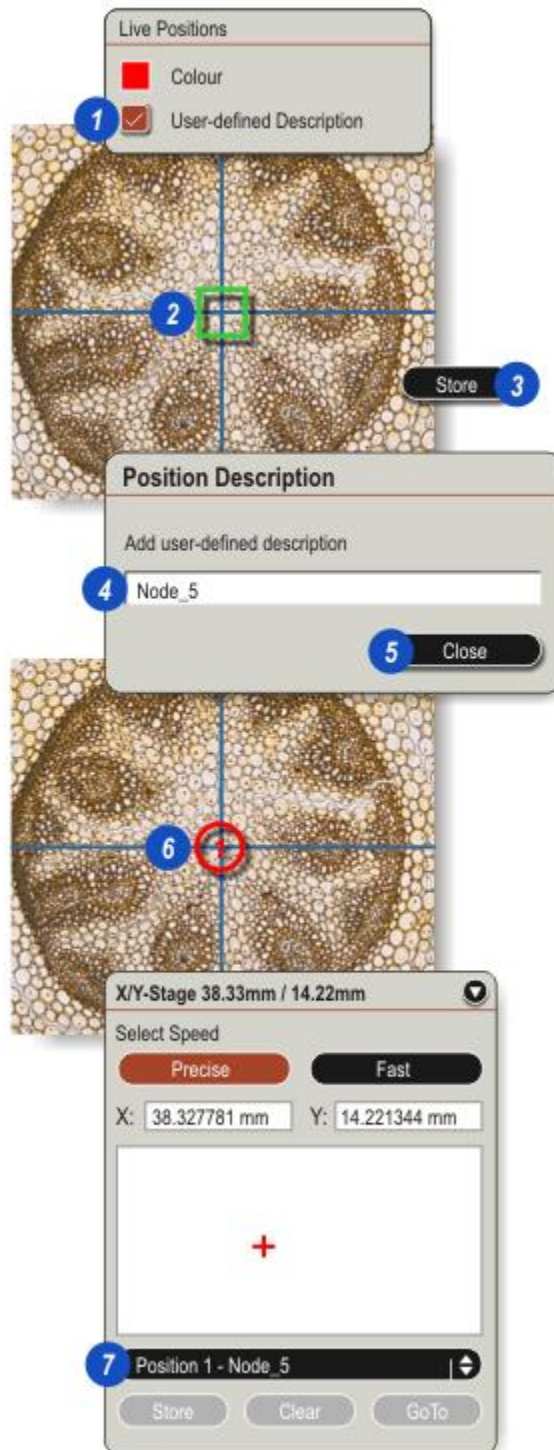 Live Positions
Colour
1 User-defined Description
2
Store 3
Position Description
Add user-defined description
4 Node_5
5 Close
6 1
X/Y-Stage 38.33mm / 14.22mm
Select Speed
Precise Fast
X: 38.327781 mm Y: 14.221344 mm
7 Position 1 - Node_5
Store Clear GoTo